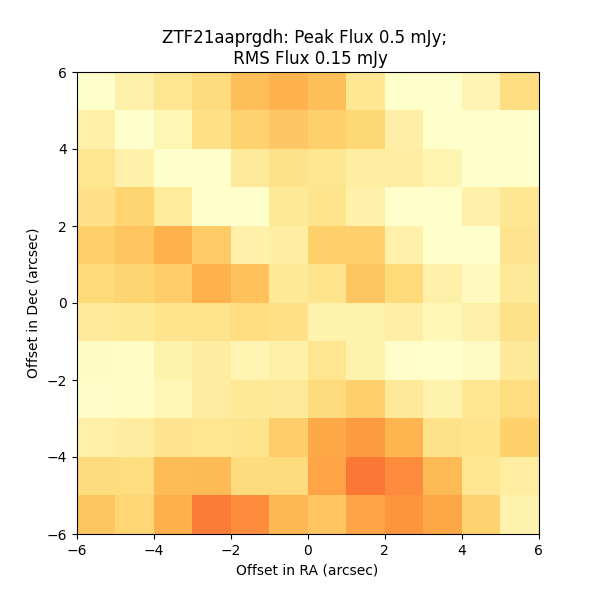 ZTF21aaprgdh: Peak Flux 0.5 mJy;
RMS Flux 0.15 mJy
6
4
2
0
−2
−4
−6
Offset in Dec (arcsec)
−6 −4 −2 0 2 4 6
Offset in RA (arcsec)